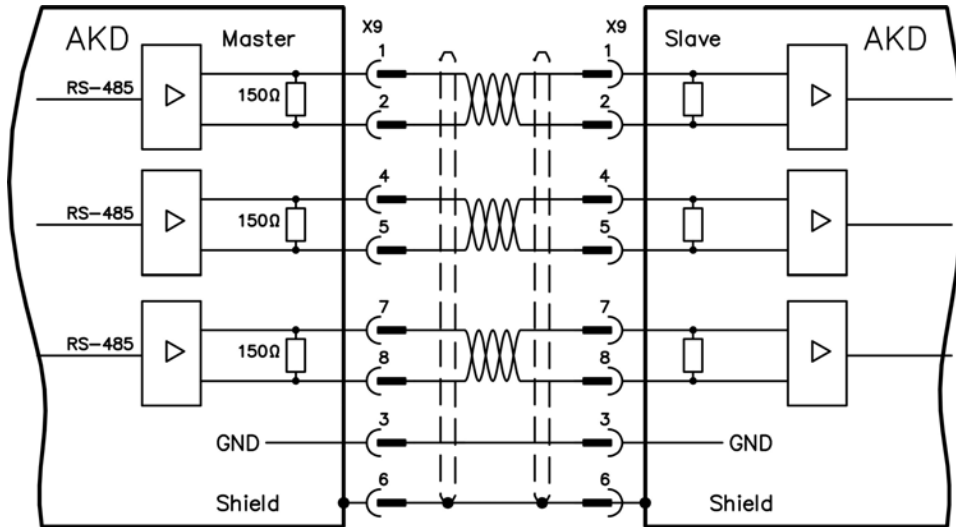 AKD Master X9 X9 Slave AKD
1 1
RS-485 150Ω
2 2
4 4
RS-485 150Ω
5 5
7 7
RS-485 150Ω
8 8
3 3
GND GND
6 6
Shield Shield